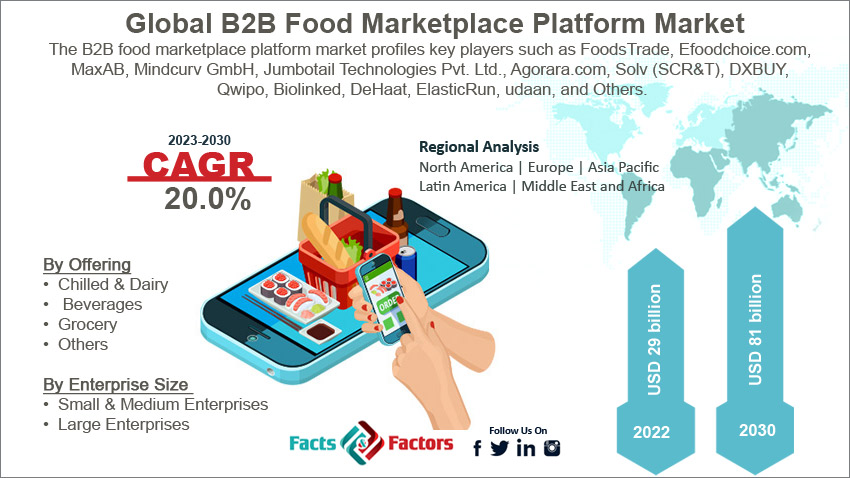 Global B2B Food Marketplace Platform Market
The B2B food marketplace platform market profiles key players such as FoodsTrade, Efoodchoice.com,
MaxAB, Mindcurv GmbH, Jumbotail Technologies Pvt. Ltd., Agorara.com, Solv (SCR&T), DXBUY,
Qwipo, Biolinked, DeHaat, ElasticRun, udaan, and Others.
2023-2030
CAGR
20.0%
Regional Analysis
North America | Europe | Asia Pacific
Latin America | Middle East and Africa
By Offering
• Chilled & Dairy
• Beverages
• Grocery
• Others
By Enterprise Size
• Small & Medium Enterprises
• Large Enterprises
ORDER
USD 29 billion
2022
USD 81 billion
2030
Facts & Factors
Follow Us On